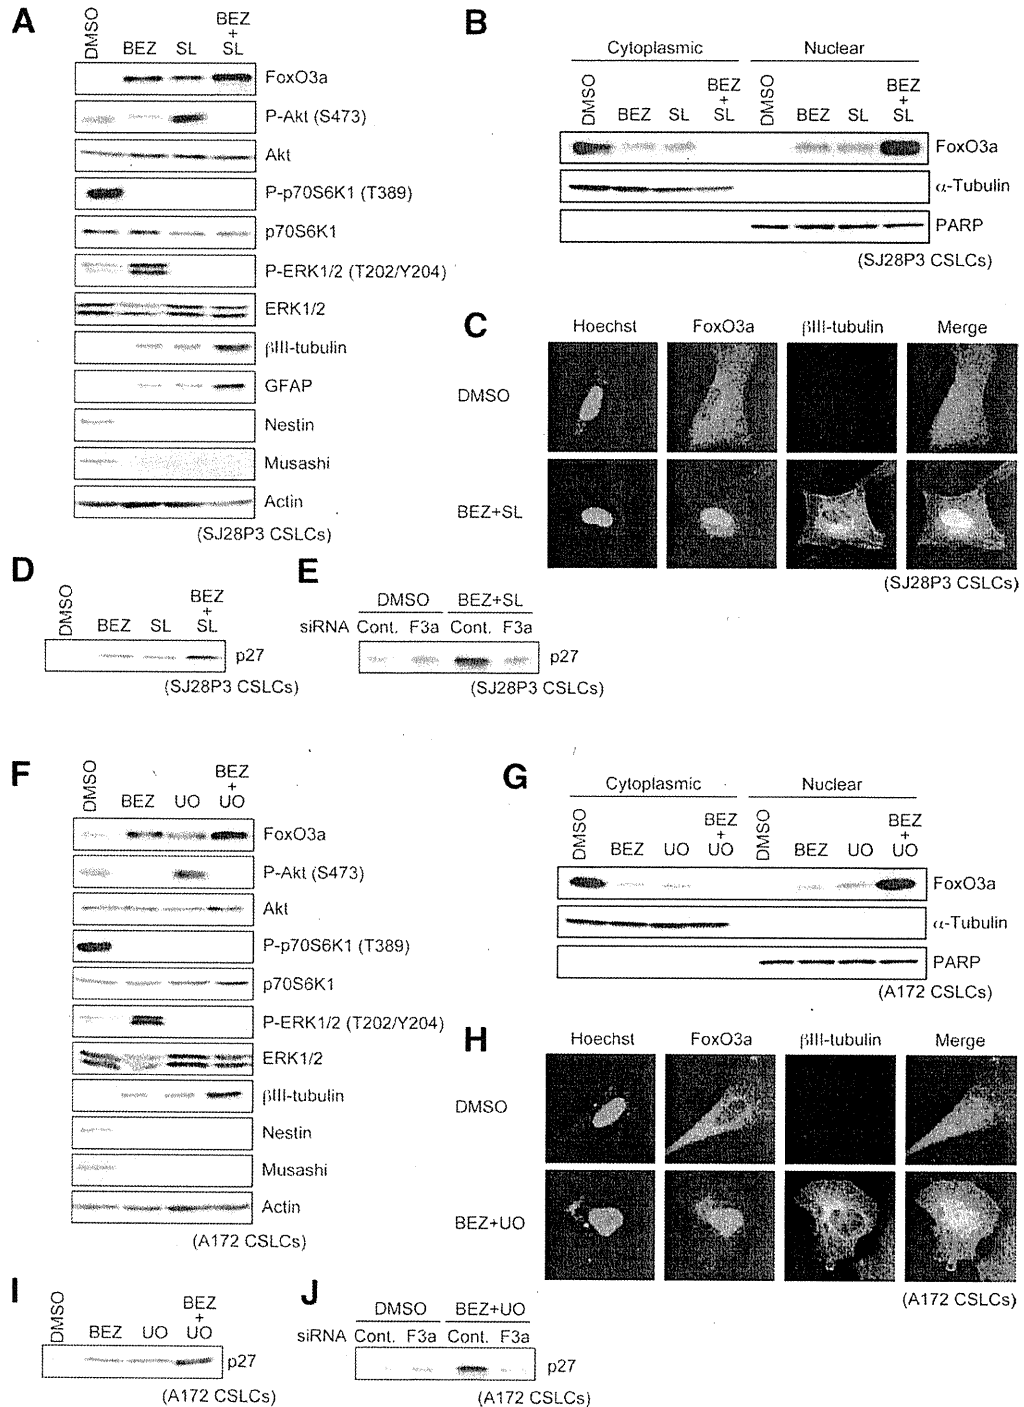 A
DMSO
BEZ
SL
BEZ
+
SL
FoxO3a
P-Akt (S473)
Akt
P-p70S6K1 (T389)
p70S6K1
P-ERK1/2 (T202/Y204)
ERK1/2
βIII-tubulin
GFAP
Nestin
Musashi
Actin
(SJ28P3 CSLCs)
B
Cytoplasmic Nuclear
DMSO
BEZ
SL
BEZ
+
SL
DMSO
BEZ
SL
BEZ
+
SL
FoxO3a
α-Tubulin
PARP
(SJ28P3 CSLCs)
C
Hoechst FoxO3a βIII-tubulin Merge
DMSO
BEZ+SL
(SJ28P3 CSLCs)
D
DMSO
BEZ
SL
BEZ
+
SL
p27
(SJ28P3 CSLCs)
E
DMSO BEZ+SL
siRNA Cont. F3a Cont. F3a
p27
(SJ28P3 CSLCs)
F
DMSO
BEZ
UO
BEZ
+
UO
FoxO3a
P-Akt (S473)
Akt
P-p70S6K1 (T389)
p70S6K1
P-ERK1/2 (T202/Y204)
ERK1/2
βIII-tubulin
Nestin
Musashi
Actin
(A172 CSLCs)
G
Cytoplasmic Nuclear
DMSO
BEZ
UO
BEZ
+
UO
DMSO
BEZ
UO
BEZ
+
UO
FoxO3a
α-Tubulin
PARP
(A172 CSLCs)
H
Hoechst FoxO3a βIII-tubulin Merge
DMSO
BEZ+UO
(A172 CSLCs)
I
DMSO
BEZ
UO
BEZ
+
UO
p27
(A172 CSLCs)
J
DMSO BEZ+UO
siRNA Cont. F3a Cont. F3a
p27
(A172 CSLCs)